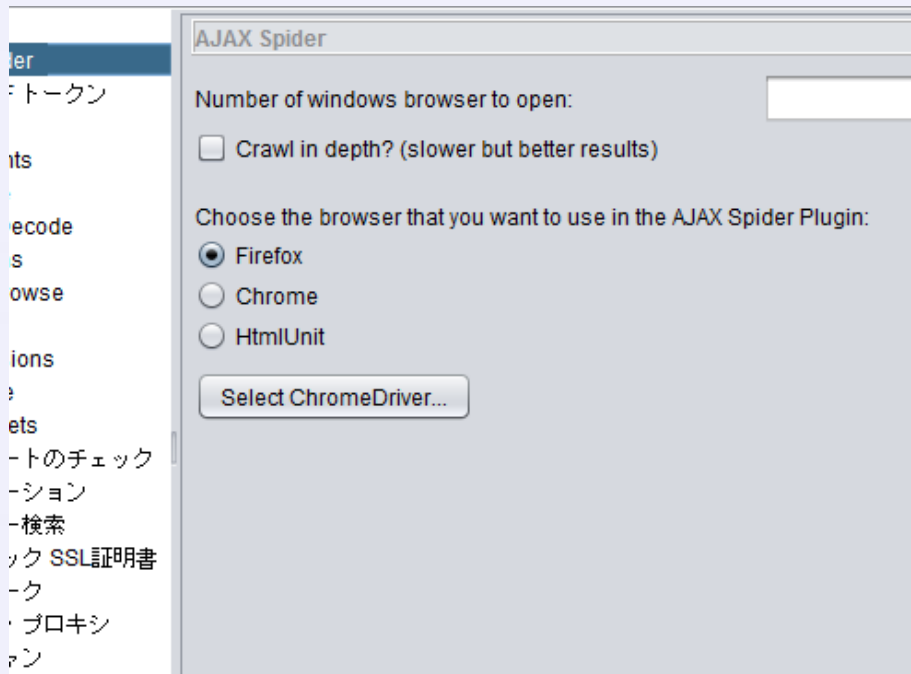 der
トークン
nts
ecode
s
owse
ions
ets
ートのチェック
ーション
ー検索
ック SSL証明書
ーク
・プロキシ
ャン
AJAX Spider
Number of windows browser to open:
Crawl in depth? (slower but better results)
Choose the browser that you want to use in the AJAX Spider Plugin:
Firefox
Chrome
HtmlUnit
Select ChromeDriver...